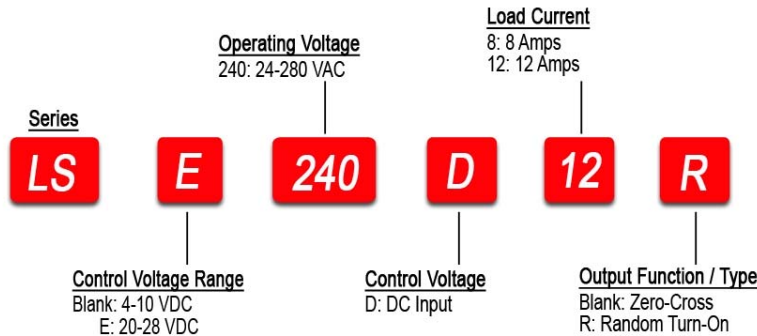 Load Current
8: 8 Amps
12: 12 Amps
Operating Voltage
240: 24-280 VAC
Series
LS E 240 D 12 R
Control Voltage Range
Blank: 4-10 VDC
E: 20-28 VDC
Control Voltage
D: DC Input
Output Function / Type
Blank: Zero-Cross
R: Random Turn-On